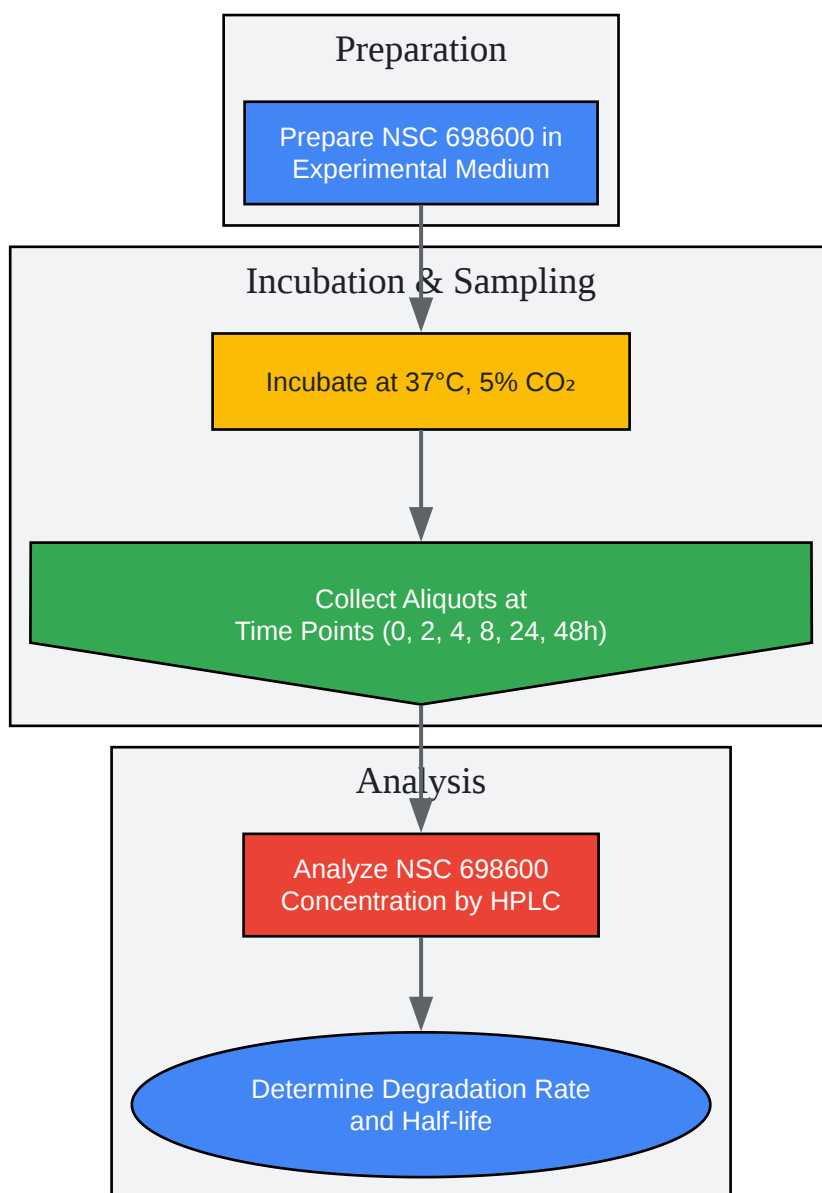 Preparation
Prepare NSC 698600 in
Experimental Medium
Incubation & Sampling
Incubate at 37°C, 5% CO₂
Collect Aliquots at
Time Points (0, 2, 4, 8, 24, 48h)
Analysis
Analyze NSC 698600
Concentration by HPLC
Determine Degradation Rate
and Half-life